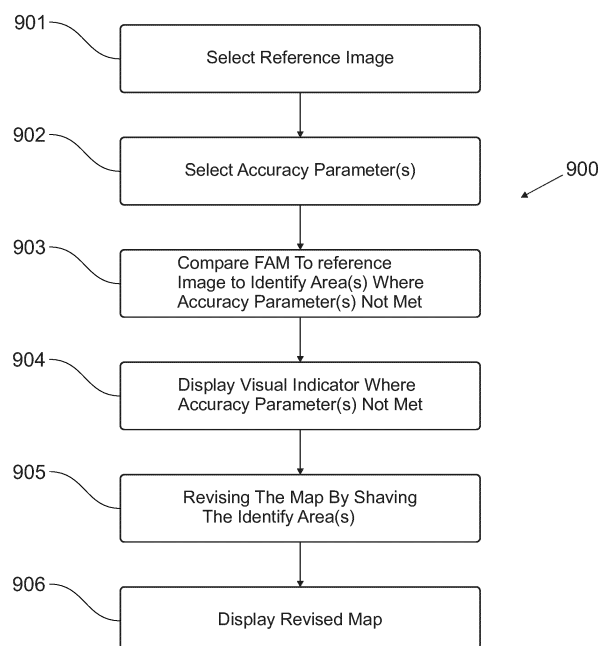 901
Select Reference Image
902
Select Accuracy Parameter(s)
900
903
Compare FAM To reference
Image to Identify Area(s) Where
Accuracy Parameter(s) Not Met
904
Display Visual Indicator Where
Accuracy Parameter(s) Not Met
905
Revising The Map By Shaving
The Identify Area(s)
906
Display Revised Map